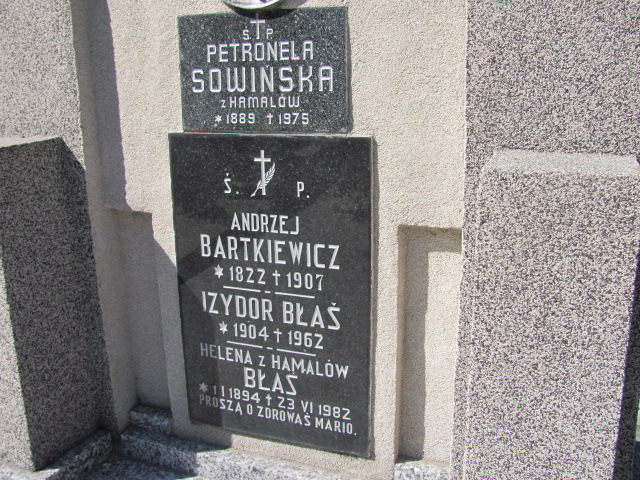 Ś. P.
PETRONELA
SOWIŃSKA
Z HAMALÓW
* 1889 † 1975
Ś. P.
ANDRZEJ
BARTKIEWICZ
* 1822 † 1907
IZYDOR BŁAŚ
* 1904 † 1962
HELENA Z HAMALÓW
BŁAŚ
* 1 I 1894 † 23 VI 1982
PROSZĄ O ZDROWAŚ MARIO.